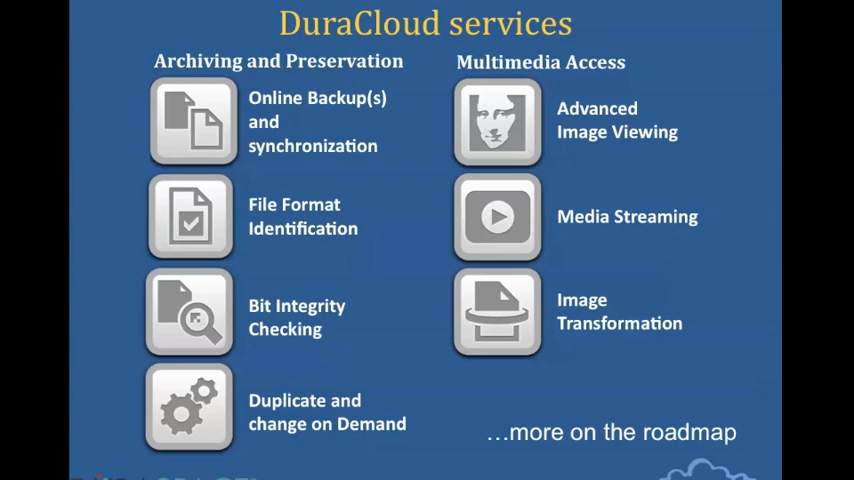 DuraCloud services
Archiving and Preservation
Online Backup(s)
and
synchronization
File Format
Identification
Bit Integrity
Checking
Duplicate and
change on Demand
Multimedia Access
Advanced
Image Viewing
Media Streaming
Image
Transformation
...more on the roadmap